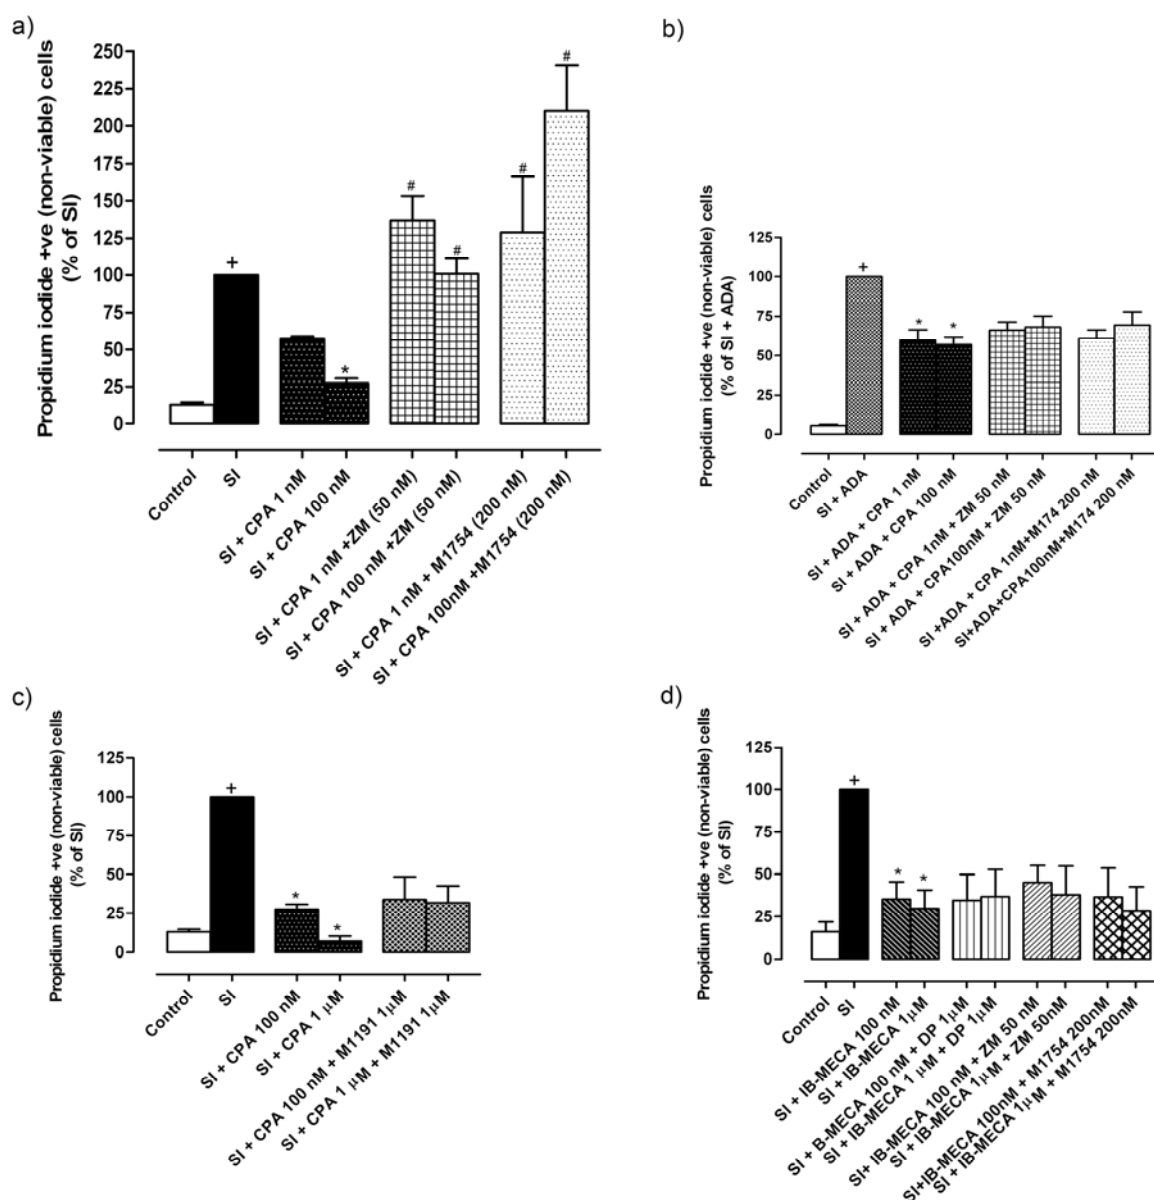 a)
Propidium iodide +ve (non-viable) cells
(% of SI)
250
225
200
175
150
125
100
75
50
25
0
+
*
#
#
#
#
Control
SI
SI + CPA 1 nM
SI + CPA 100 nM
SI + CPA 1 nM +ZM (50 nM)
SI + CPA 100 nM +ZM (50 nM)
SI + CPA 1 nM + M1754 (200 nM)
SI + CPA 100nM +M1754 (200 nM)
b)
Propidium iodide +ve (non-viable) cells
(% of SI + ADA)
125
100
75
50
25
0
+
*
*
Control
SI + ADA
SI + ADA + CPA 1 nM
SI + ADA + CPA 100 nM
SI + ADA + CPA 1nM + ZM 50 nM
SI + ADA + CPA100nM + ZM 50 nM
SI +ADA + CPA 1nM+M174 200 nM
SI+ADA+CPA100nM+M174 200 nM
c)
Propidium iodide +ve (non-viable) cells
(% of SI)
125
100
75
50
25
0
+
*
*
Control
SI
SI + CPA 100 nM
SI + CPA 1 μM
SI + CPA 100 nM + M1191 1μM
SI + CPA 1 μM + M1191 1μM
d)
Propidium iodide +ve (non-viable) cells
(% of SI)
125
100
75
50
25
0
+
*
*
Control
SI
SI + IB-MECA 100 nM
SI + IB-MECA 1μM
SI + B-MECA 100 nM + DP 1μM
SI + IB-MECA 1 μM + DP 1μM
SI+ IB-MECA 100 nM + ZM 50 nM
SI + IB-MECA 1μM + ZM 50nM
SI+IB-MECA 100nM + M1754 200nM
SI + IB-MECA 1μM + M1754 200nM